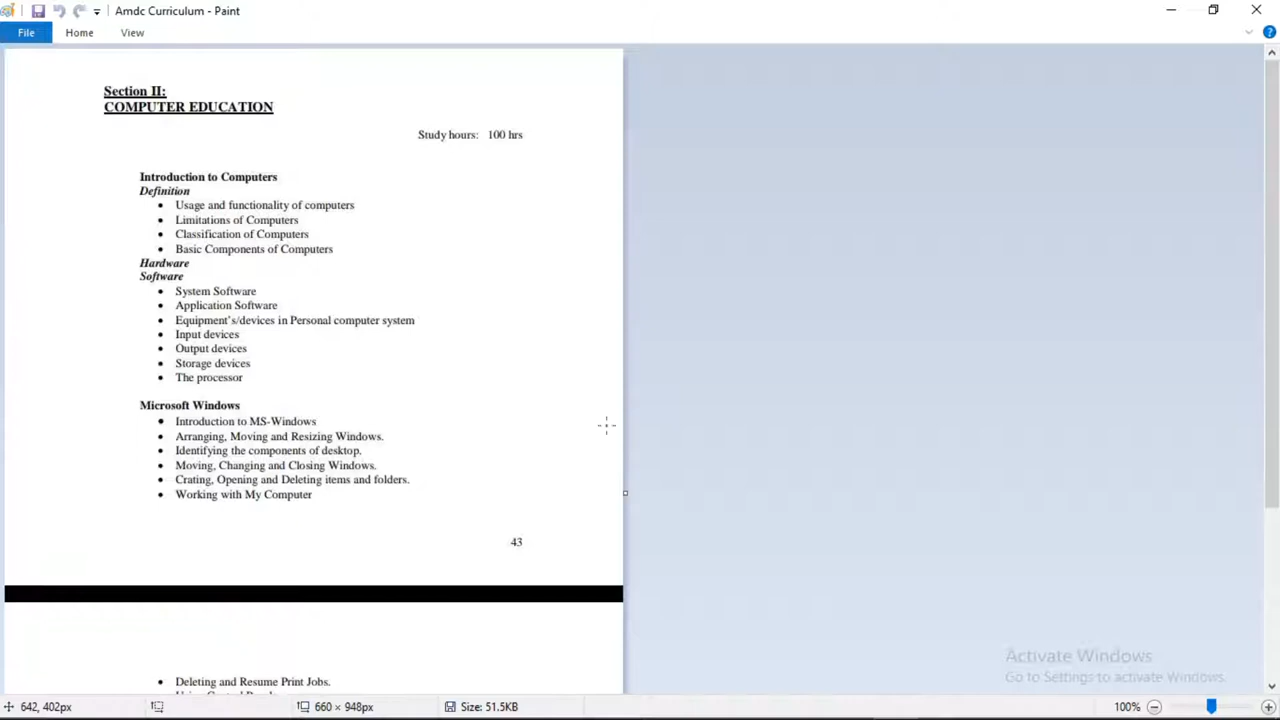 Amdc Curriculum - Paint
File Home View
Section II:
COMPUTER EDUCATION
Study hours: 100 hrs
Introduction to Computers
Definition
• Usage and functionality of computers
• Limitations of Computers
• Classification of Computers
• Basic Components of Computers
Hardware
Software
• System Software
• Application Software
• Equipment's/devices in Personal computer system
• Input devices
• Output devices
• Storage devices
• The processor
Microsoft Windows
• Introduction to MS-Windows
• Arranging, Moving and Resizing Windows.
• Identifying the components of desktop.
• Moving, Changing and Closing Windows.
• Crating, Opening and Deleting items and folders.
• Working with My Computer
43
• Deleting and Resume Print Jobs.
Activate Windows
Go to Settings to activate Windows.
642, 402px 660 × 948px Size: 51.5KB 100%